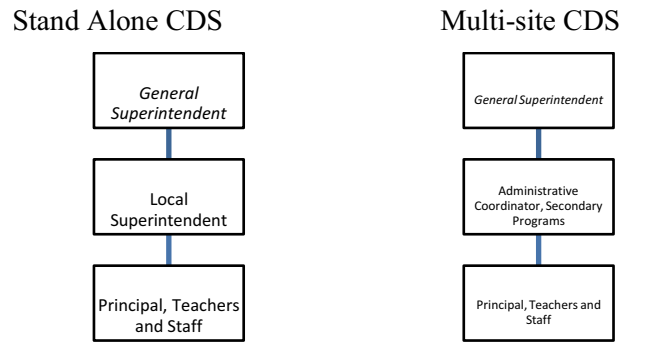 Stand Alone CDS
General
Superintendent
Local
Superintendent
Principal, Teachers
and Staff
Multi-site CDS
General Superintendent
Administrative
Coordinator, Secondary
Programs
Principal, Teachers and
Staff